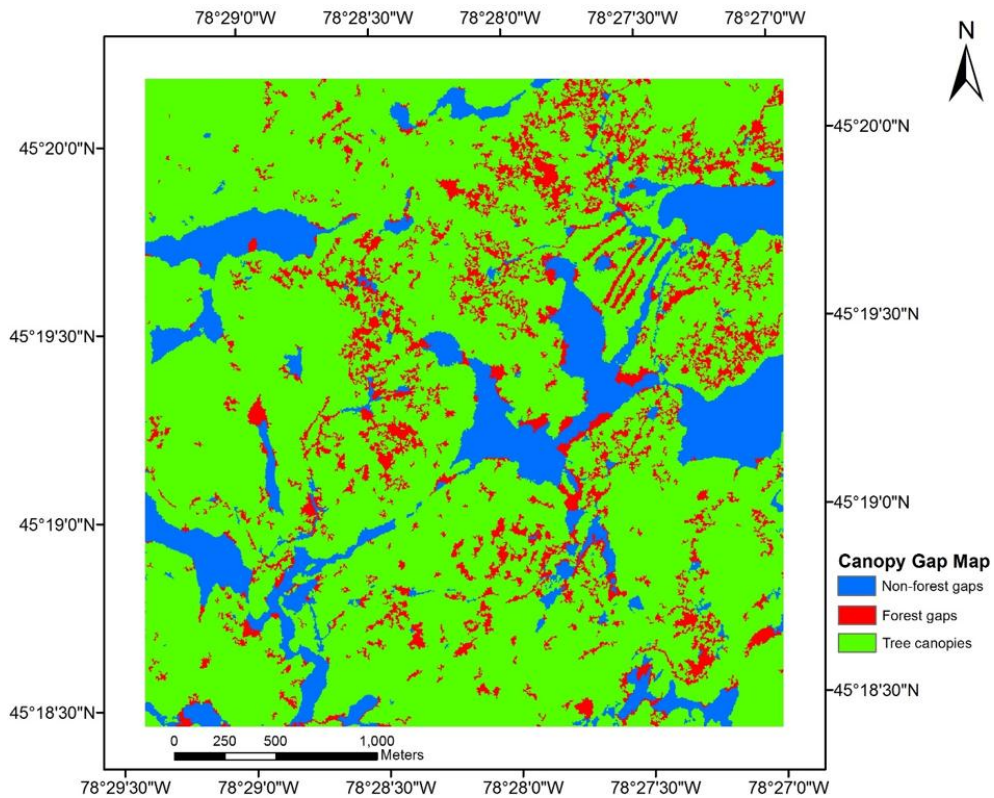 78°29'0"W 78°28'30"W 78°28'0"W 78°27'30"W 78°27'0"W
N
45°20'0"N 45°20'0"N
45°19'30"N 45°19'30"N
45°19'0"N 45°19'0"N
Canopy Gap Map
Non-forest gaps
Forest gaps
Tree canopies
45°18'30"N 45°18'30"N
0 250 500 1,000
Meters
78°29'30"W 78°29'0"W 78°28'30"W 78°28'0"W 78°27'30"W 78°27'0"W